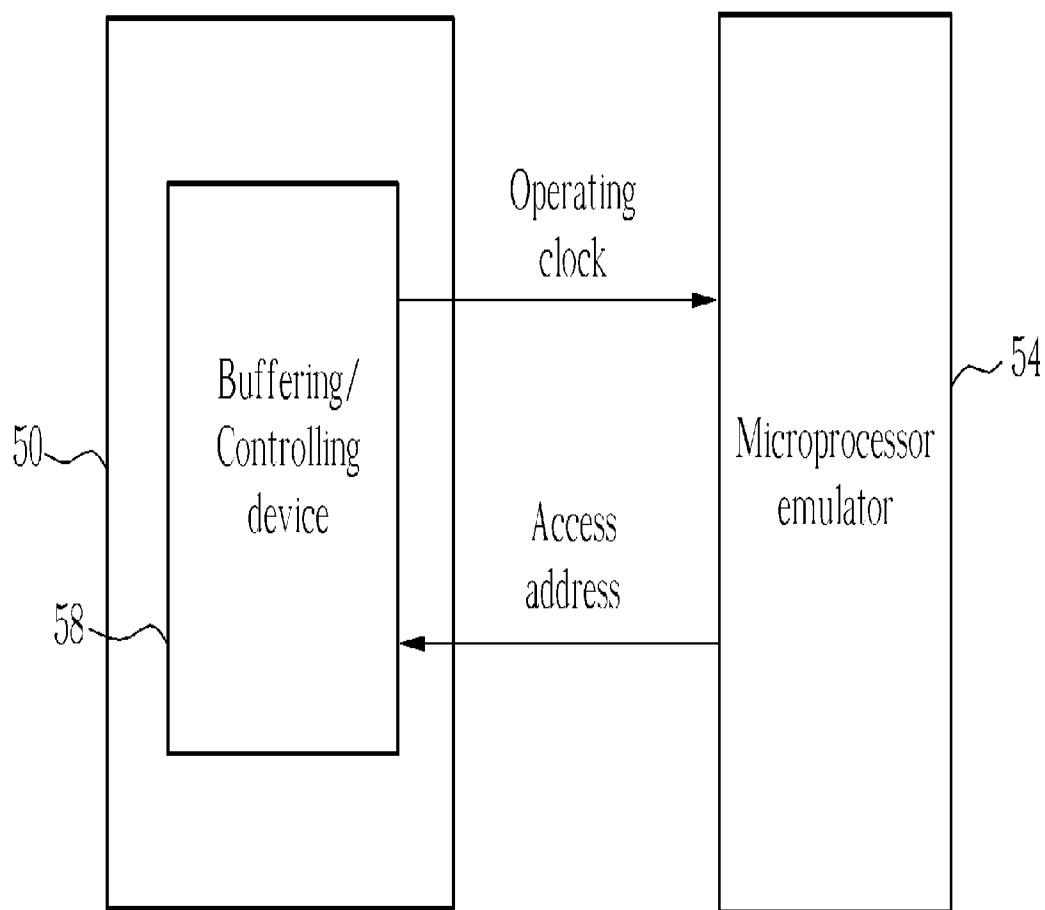 Operating
clock
54
Buffering/
Controlling
device
50
Microprocessor
emulator
Access
address
58